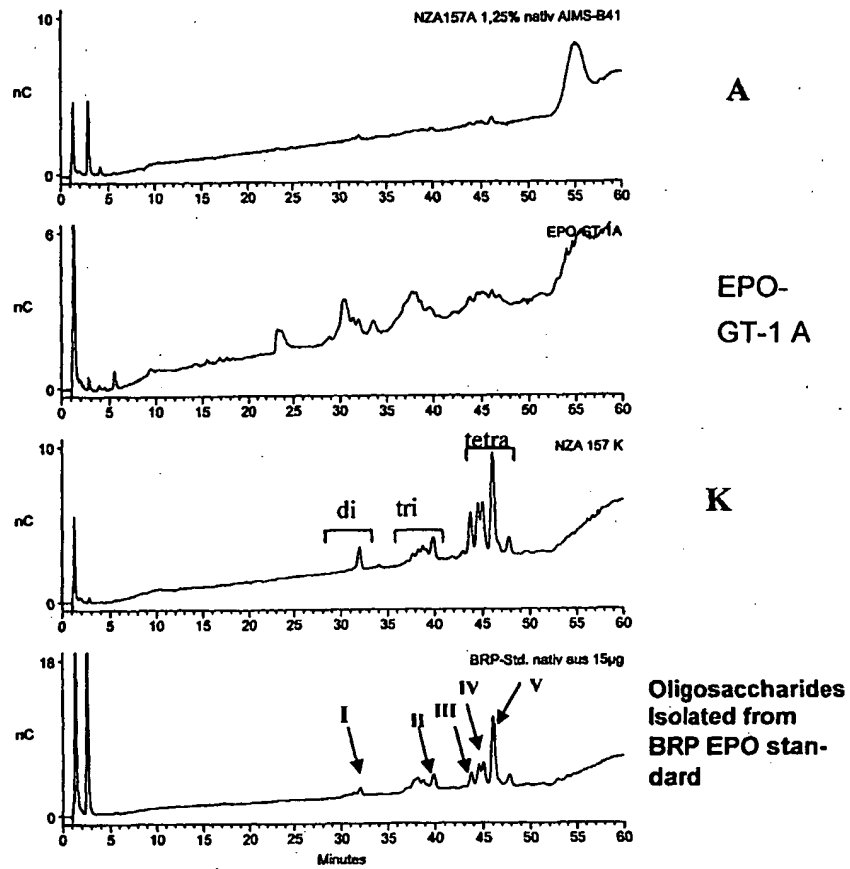 NZA157A 1,25% nativ AIMS-B41
10
nC
0
0 5 10 15 20 25 30 35 40 45 50 55 60
A
EPO-GT-1A
6
nC
0
0 5 10 15 20 25 30 35 40 45 50 55 60
EPO-
GT-1 A
NZA 157 K
10
nC
0
di
tri
tetra
0 5 10 15 20 25 30 35 40 45 50 55 60
K
BRP-Std. nativ aus 15µg
18
nC
0
I
II
III
IV
V
0 5 10 15 20 25 30 35 40 45 50 55 60
Minutes
Oligosaccharides
Isolated from
BRP EPO stan-
dard